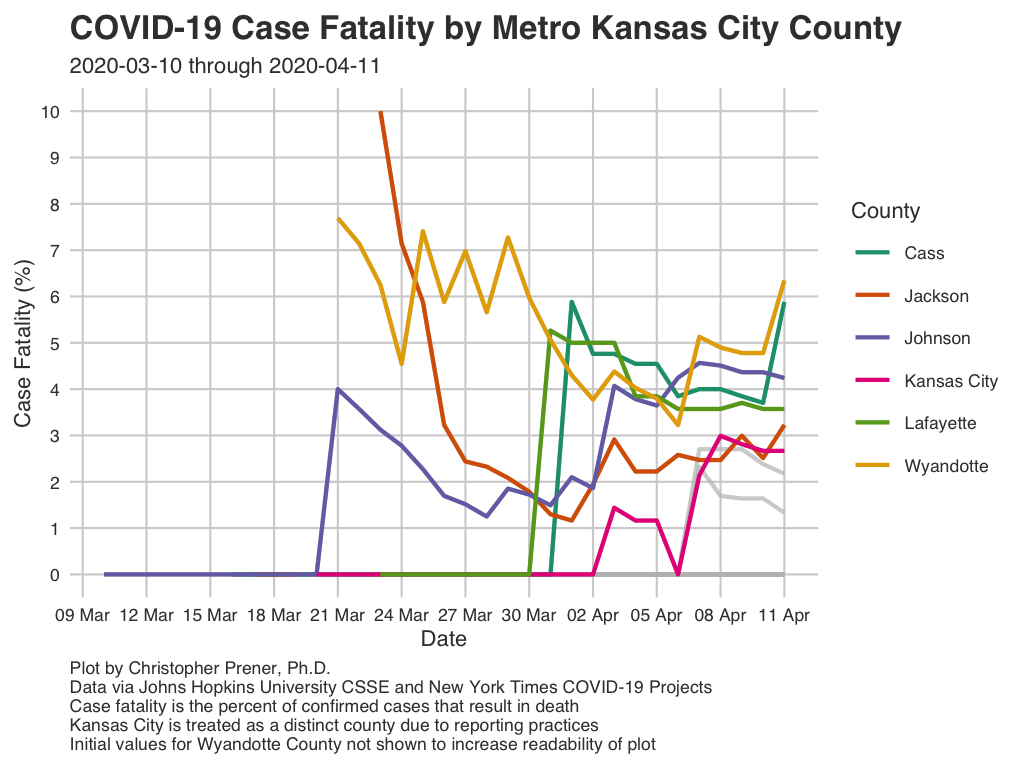 COVID-19 Case Fatality by Metro Kansas City County
2020-03-10 through 2020-04-11
Case Fatality (%)
10
9
8
7
6
5
4
3
2
1
0
09 Mar 12 Mar 15 Mar 18 Mar 21 Mar 24 Mar 27 Mar 30 Mar 02 Apr 05 Apr 08 Apr 11 Apr
Date
County
Cass
Jackson
Johnson
Kansas City
Lafayette
Wyandotte
Plot by Christopher Prener, Ph.D.
Data via Johns Hopkins University CSSE and New York Times COVID-19 Projects
Case fatality is the percent of confirmed cases that result in death
Kansas City is treated as a distinct county due to reporting practices
Initial values for Wyandotte County not shown to increase readability of plot